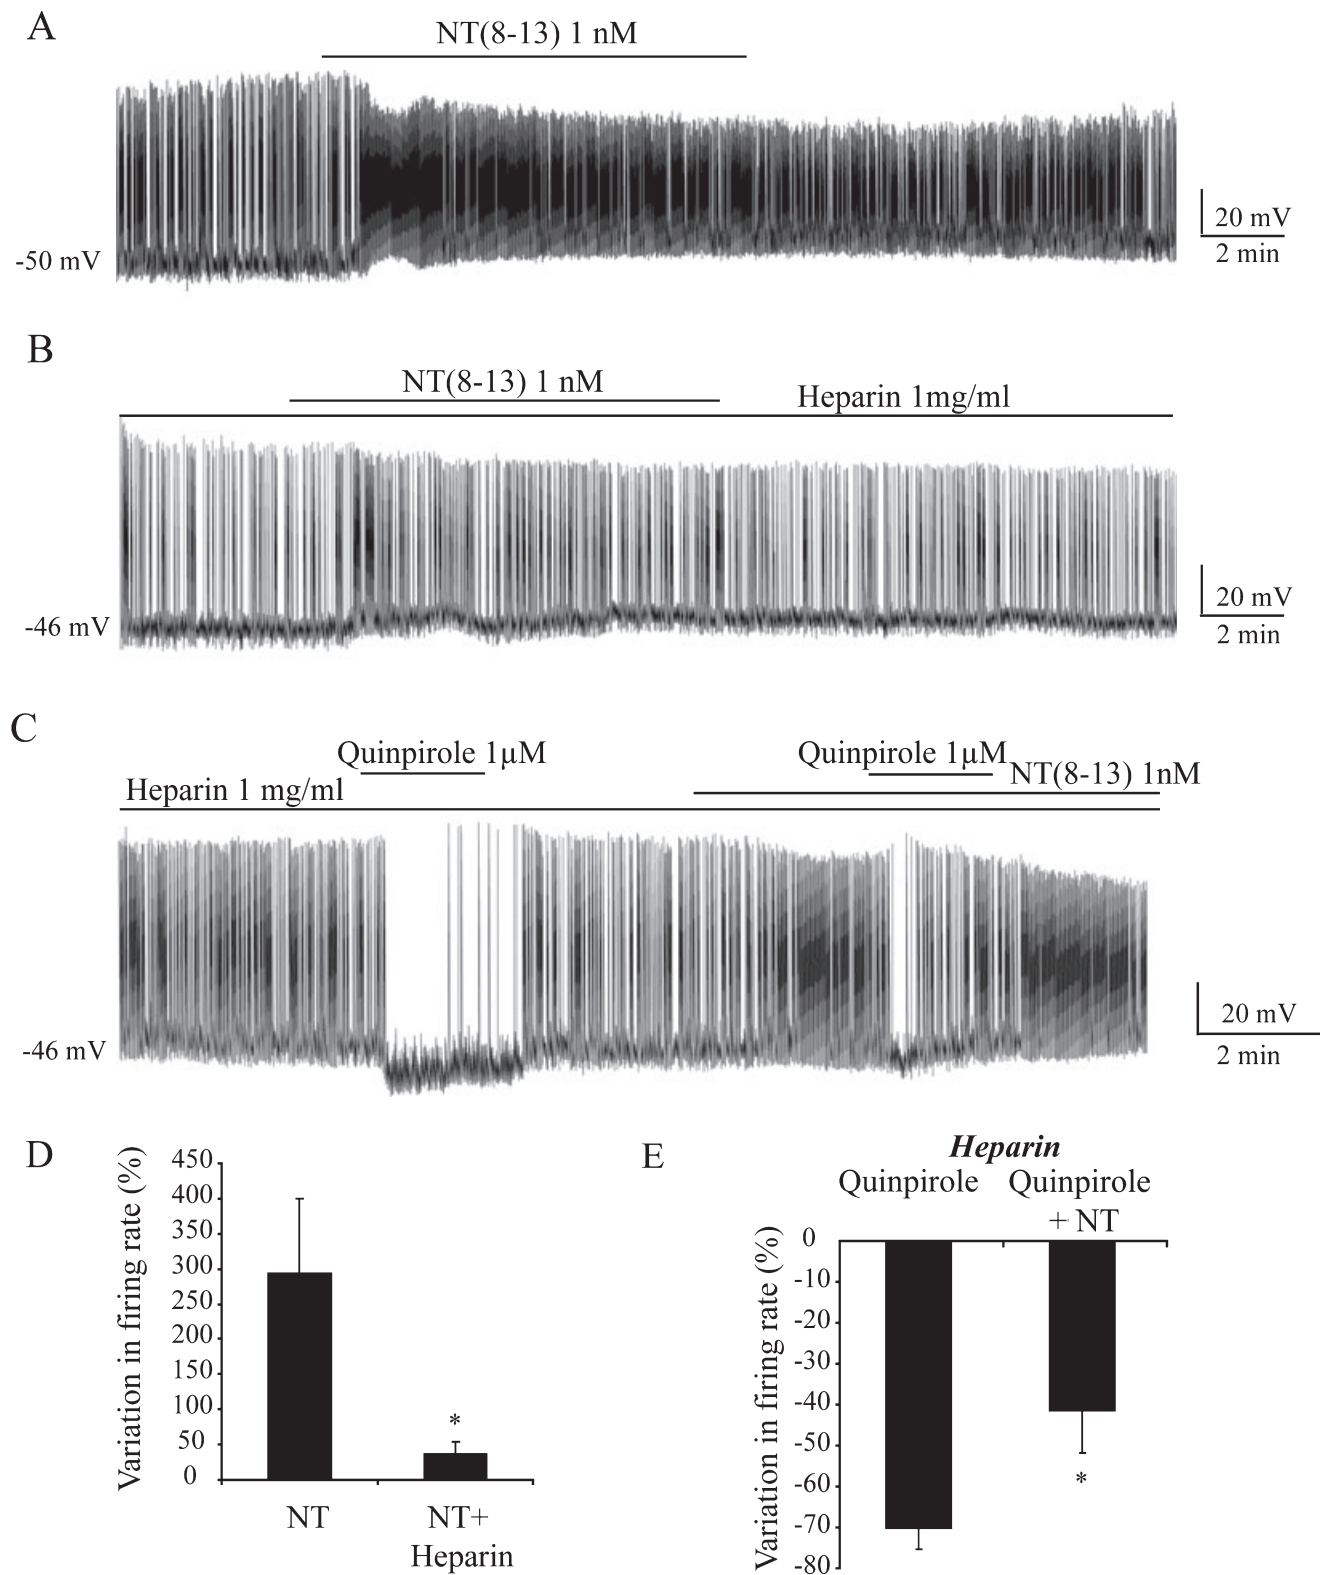 A
NT(8-13) 1 nM
-50 mV
20 mV
2 min
B
NT(8-13) 1 nM
Heparin 1mg/ml
-46 mV
20 mV
2 min
C
Quinpirole 1µM
Quinpirole 1µM
NT(8-13) 1nM
Heparin 1 mg/ml
-46 mV
20 mV
2 min
D
Variation in firing rate (%)
450
400
350
300
250
200
150
100
50
0
*
NT
NT+
Heparin
E
Heparin
Quinpirole
Quinpirole
+ NT
Variation in firing rate (%)
0
-10
-20
-30
-40
-50
-60
-70
-80
*